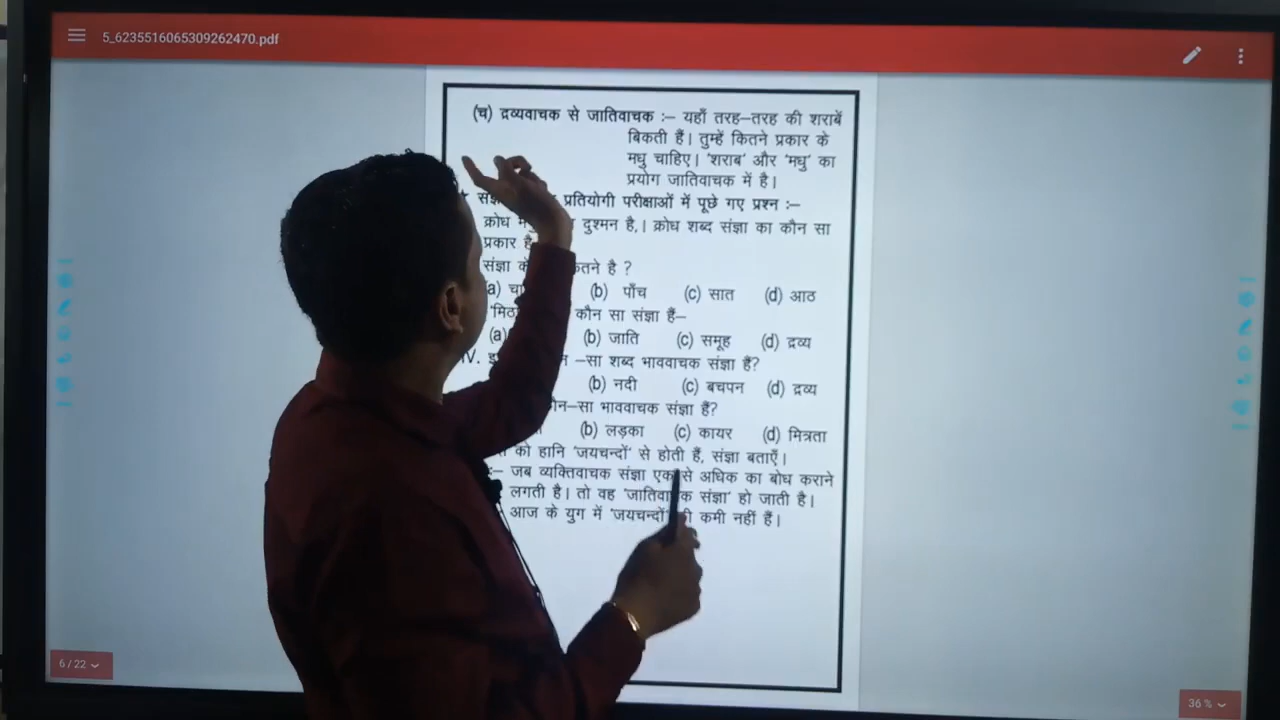 5_6235516065309262470.pdf
(च) द्रव्यवाचक से जातिवाचक :– यहाँ तरह–तरह की शराबें
बिकती हैं। तुम्हें कितने प्रकार के
मधु चाहिए। 'शराब' और 'मधु' का
प्रयोग जातिवाचक में है।
प्रतियोगी परीक्षाओं में पूछे गए प्रश्न :–
क्रोध दुश्मन है,। क्रोध शब्द संज्ञा का कौन सा
प्रकार
संज्ञा है ?
(b) पाँच (c) सात (d) आठ
कौन सा संज्ञा हैं–
(b) जाति (c) समूह (d) द्रव्य
–सा शब्द भाववाचक संज्ञा हैं?
(b) नदी (c) बचपन (d) द्रव्य
भाववाचक संज्ञा हैं?
(b) लड़का (c) कायर (d) मित्रता
को हानि 'जयचन्दों' से होती हैं, संज्ञा बताएँ।
:– जब व्यक्तिवाचक संज्ञा एक से अधिक का बोध कराने
लगती है। तो वह संज्ञा' हो जाती है।
आज के युग में 'जयचन्दों' कमी नहीं हैं।
6 / 22
36 %